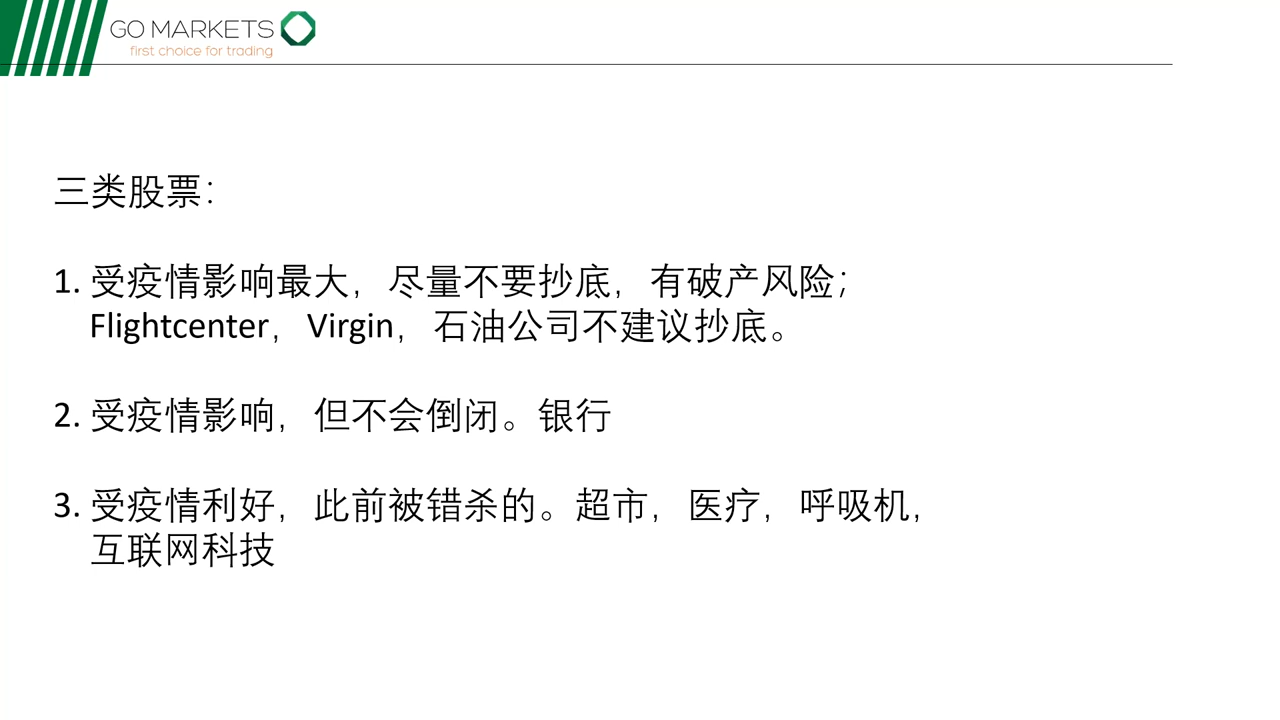 GO MARKETS
first choice for trading
三类股票：
1. 受疫情影响最大，尽量不要抄底，有破产风险；
Flightcenter，Virgin，石油公司不建议抄底。
2. 受疫情影响，但不会倒闭。银行
3. 受疫情利好，此前被错杀的。超市，医疗，呼吸机，
互联网科技